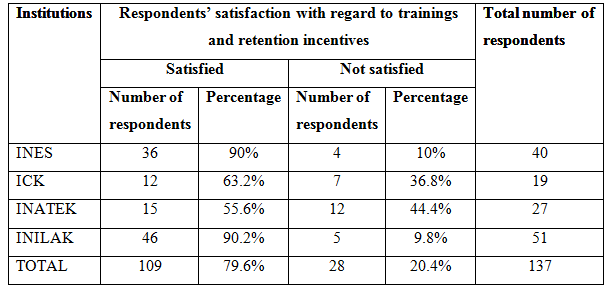 Institutions Respondents’ satisfaction with regard to trainings Total number of
and retention incentives respondents
Satisfied Not satisfied
Number of Percentage Number of Percentage
respondents respondents
INES 36 90% 4 10% 40
ICK 12 63.2% 7 36.8% 19
INATEK 15 55.6% 12 44.4% 27
INILAK 46 90.2% 5 9.8% 51
TOTAL 109 79.6% 28 20.4% 137